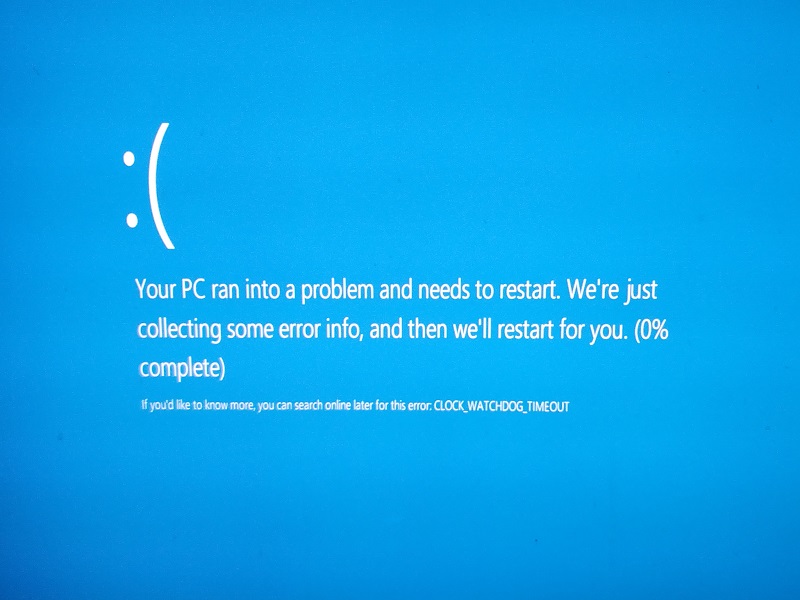 :(
Your PC ran into a problem and needs to restart. We're just
collecting some error info, and then we'll restart for you. (0%
complete)
If you'd like to know more, you can search online later for this error: CLOCK_WATCHDOG_TIMEOUT